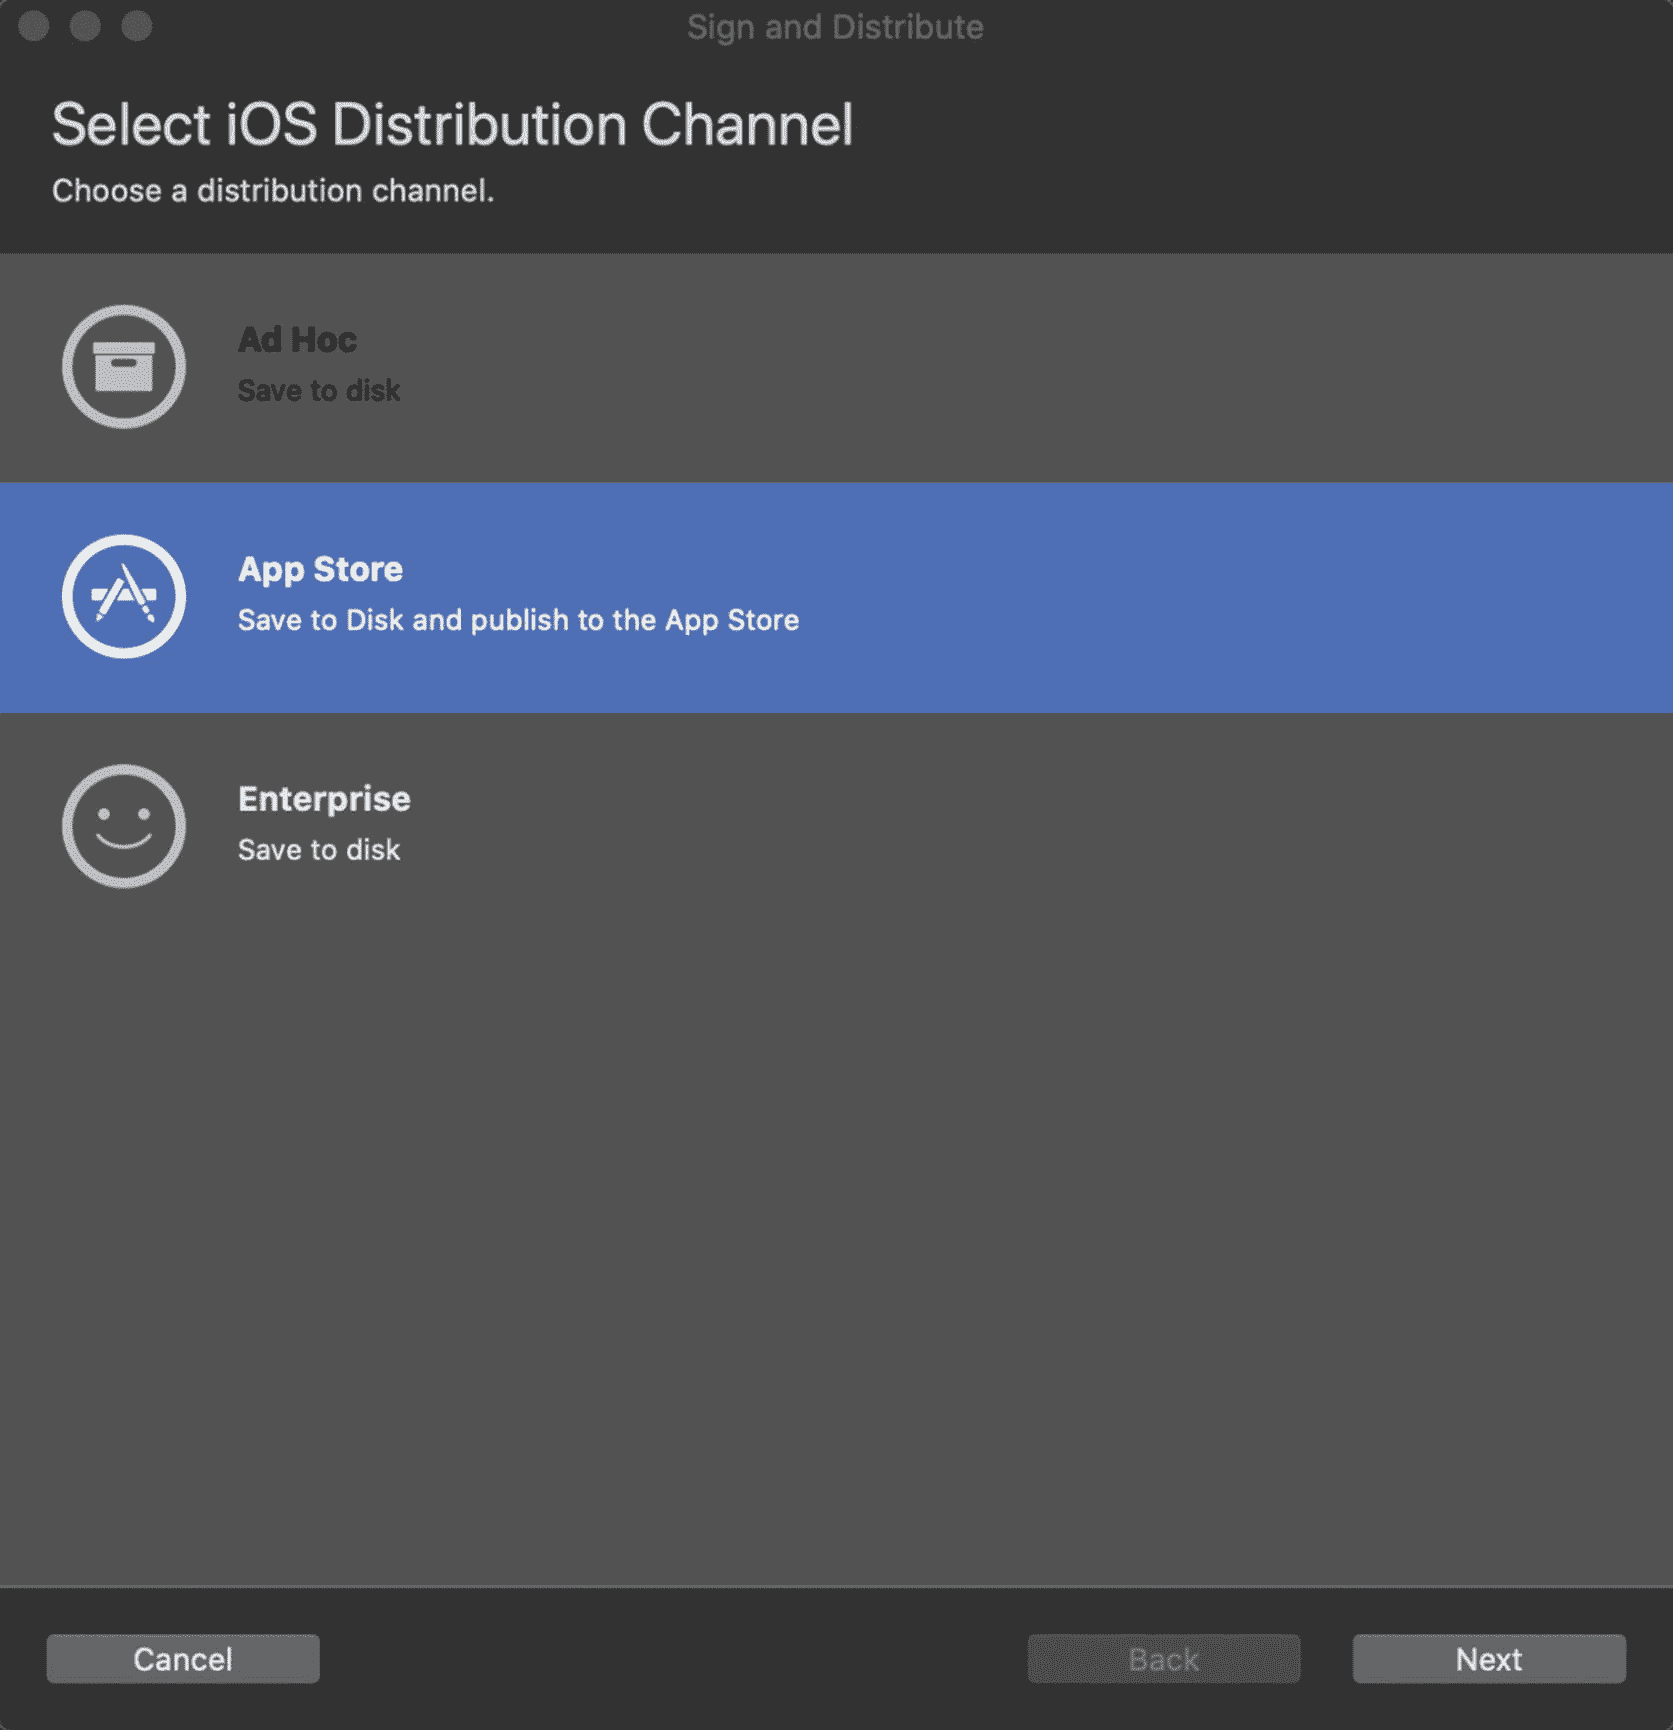 Sign and Distribute
Select iOS Distribution Channel
Choose a distribution channel.
Ad Hoc
Save to disk
App Store
Save to Disk and publish to the App Store
Enterprise
Save to disk
Cancel
Back
Next